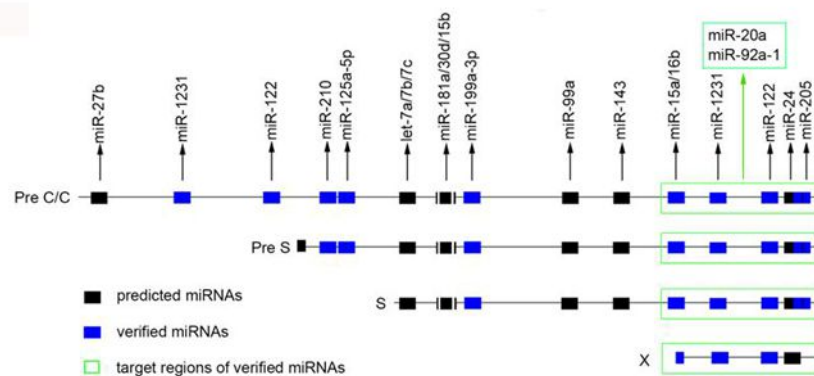 miR-20a
miR-92a-1
miR-27b
miR-1231
miR-122
miR-210
miR-125a-5p
let-7a/7b/7c
miR-181a/30d/15b
miR-199a-3p
miR-99a
miR-143
miR-15a/16b
miR-1231
miR-122
miR-24
miR-205
Pre C/C
Pre S
S
X
predicted miRNAs
verified miRNAs
target regions of verified miRNAs